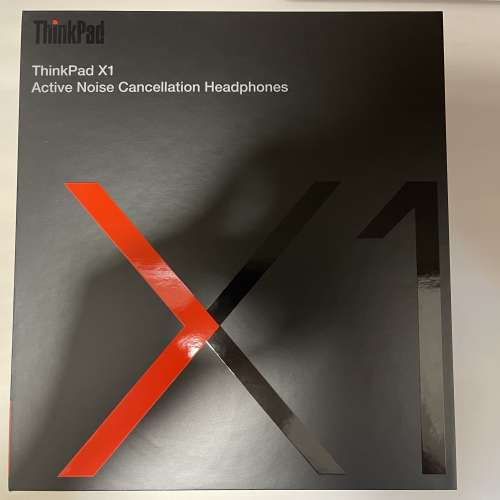 ThinkPad
ThinkPad X1
Active Noise Cancellation Headphones
X1